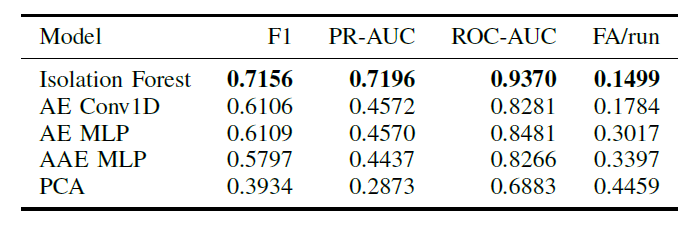 Model F1 PR-AUC ROC-AUC FA/run
Isolation Forest 0.7156 0.7196 0.9370 0.1499
AE Conv1D 0.6106 0.4572 0.8281 0.1784
AE MLP 0.6109 0.4570 0.8481 0.3017
AAE MLP 0.5797 0.4437 0.8266 0.3397
PCA 0.3934 0.2873 0.6883 0.4459